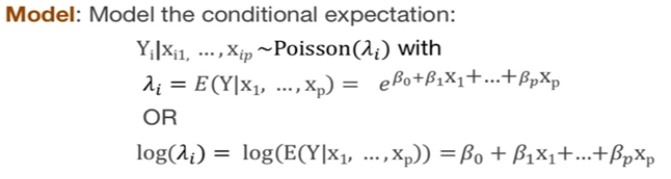 Model: Model the conditional expectation:
Yᵢ|xᵢ₁, …, xᵢₚ ~Poisson(λᵢ) with
λᵢ = E(Y|x₁, …, xₚ) = e^{β₀+β₁x₁+...+βₚxₚ}
OR
log(λᵢ) = log(E(Y|x₁, …, xₚ)) = β₀ + β₁x₁+...+βₚxₚ